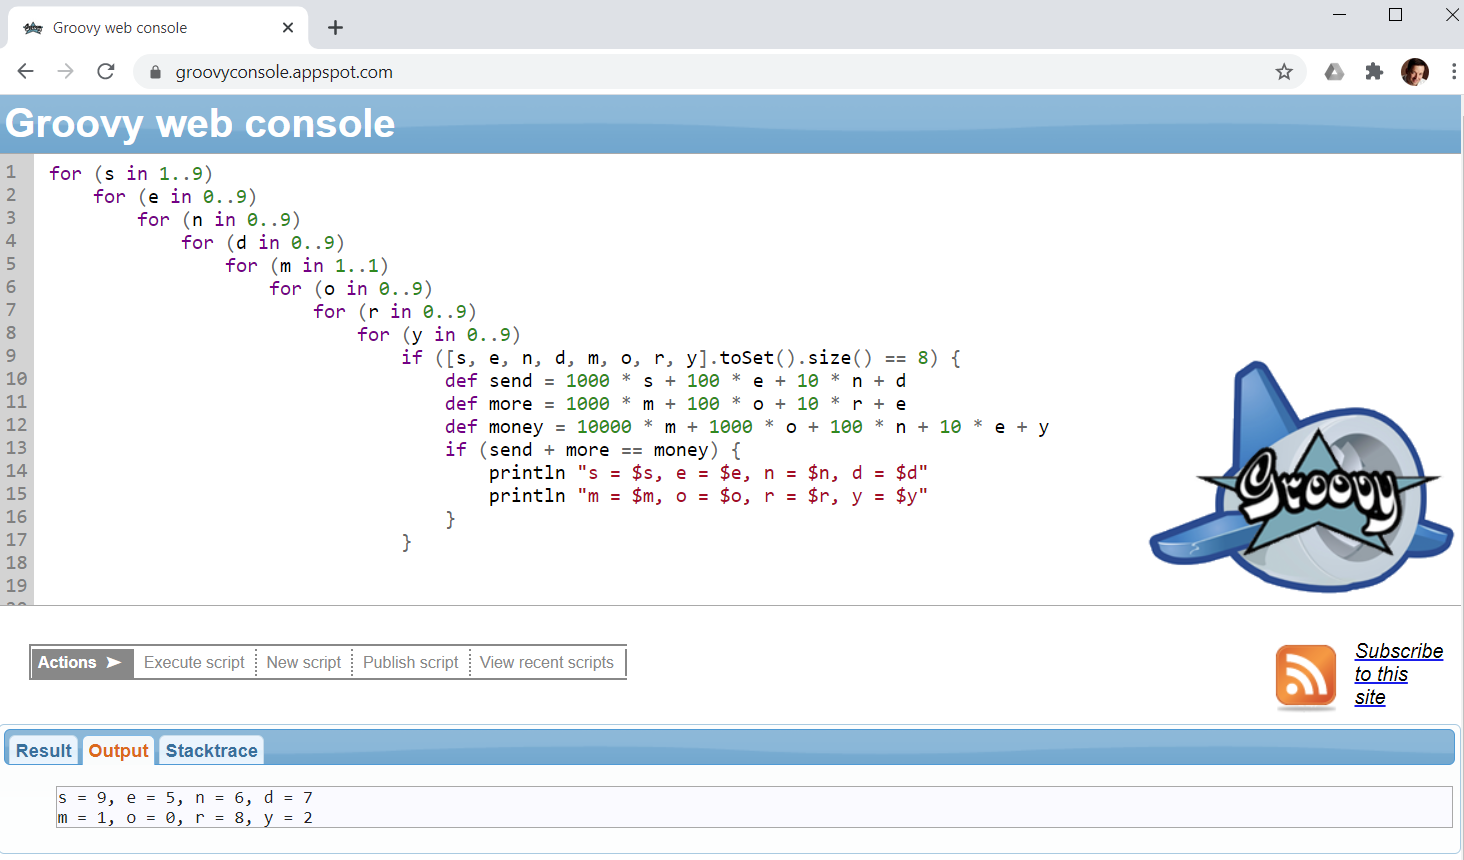 Groovy web console
groovyconsole.appspot.com
Groovy web console
1 for (s in 1..9)
2     for (e in 0..9)
3         for (n in 0..9)
4             for (d in 0..9)
5                 for (m in 1..1)
6                     for (o in 0..9)
7                         for (r in 0..9)
8                             for (y in 0..9)
9                                 if ([s, e, n, d, m, o, r, y].toSet().size() == 8) {
10                                     def send = 1000 * s + 100 * e + 10 * n + d
11                                     def more = 1000 * m + 100 * o + 10 * r + e
12                                     def money = 10000 * m + 1000 * o + 100 * n + 10 * e + y
13                                     if (send + more == money) {
14                                         println "s = $s, e = $e, n = $n, d = $d"
15                                         println "m = $m, o = $o, r = $r, y = $y"
16                                     }
17                                 }
18
19
Groovy
Actions ➤ Execute script New script Publish script View recent scripts
Subscribe
to this
site
Result Output Stacktrace
s = 9, e = 5, n = 6, d = 7
m = 1, o = 0, r = 8, y = 2